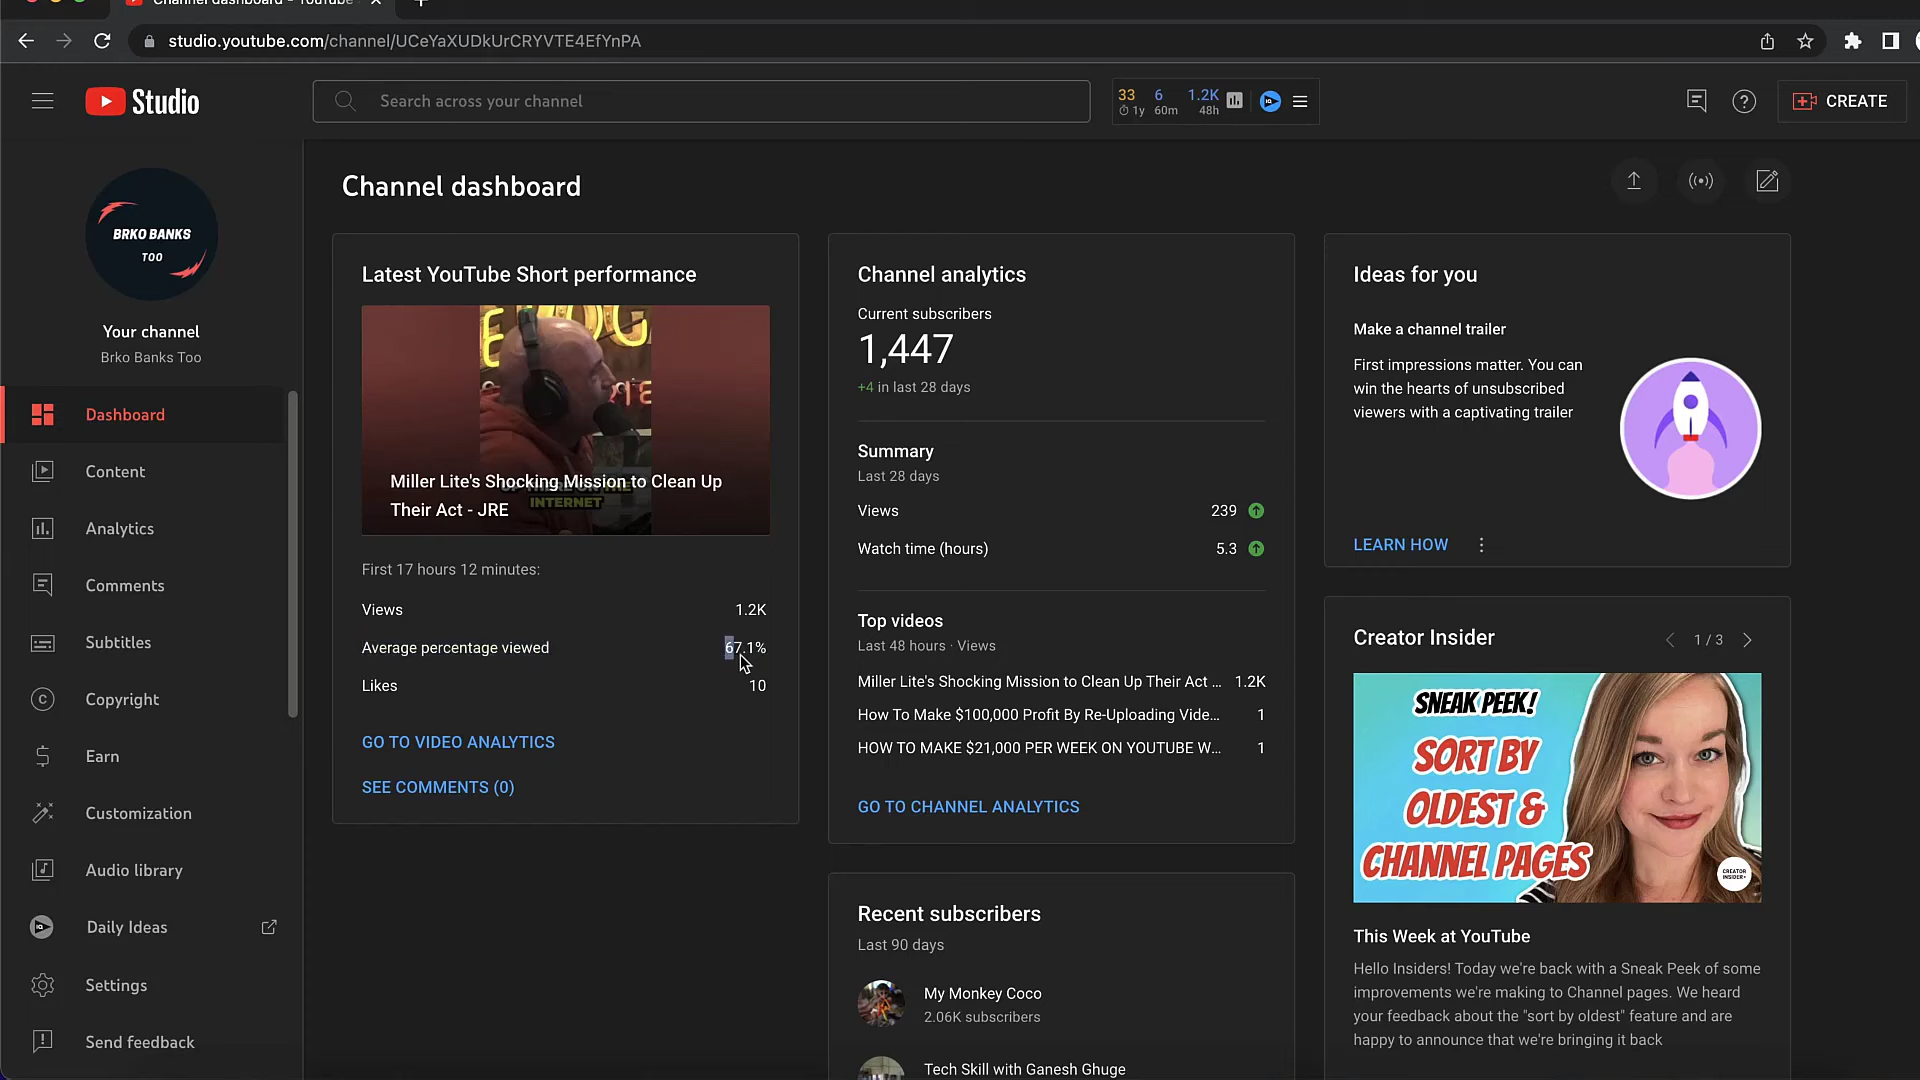 Channel dashboard - YouTube
studio.youtube.com/channel/UCeYaXUDkUrCRYVTE4EfYnPA
Studio
Search across your channel
33 6 1.2K
1y 60m 48h
CREATE
BRKO BANKS
TOO
Your channel
Brko Banks Too
Dashboard
Content
Analytics
Comments
Subtitles
Copyright
Earn
Customization
Audio library
Daily Ideas
Settings
Send feedback
Channel dashboard
Latest YouTube Short performance
Miller Lite's Shocking Mission to Clean Up
Their Act - JRE
INTERNET
First 17 hours 12 minutes:
Views 1.2K
Average percentage viewed 67.1%
Likes 10
GO TO VIDEO ANALYTICS
SEE COMMENTS (0)
Channel analytics
Current subscribers
1,447
+4 in last 28 days
Summary
Last 28 days
Views 239
Watch time (hours) 5.3
Top videos
Last 48 hours · Views
Miller Lite's Shocking Mission to Clean Up Their Act ... 1.2K
How To Make $100,000 Profit By Re-Uploading Vide... 1
HOW TO MAKE $21,000 PER WEEK ON YOUTUBE W... 1
GO TO CHANNEL ANALYTICS
Recent subscribers
Last 90 days
My Monkey Coco
2.06K subscribers
Tech Skill with Ganesh Ghuge
Ideas for you
Make a channel trailer
First impressions matter. You can
win the hearts of unsubscribed
viewers with a captivating trailer
LEARN HOW
Creator Insider
1 / 3
SNEAK PEEK!
SORT BY
OLDEST &
CHANNEL PAGES
CREATOR
INSIDER
This Week at YouTube
Hello Insiders! Today we're back with a Sneak Peek of some
improvements we're making to Channel pages. We heard
your feedback about the "sort by oldest" feature and are
happy to announce that we're bringing it back